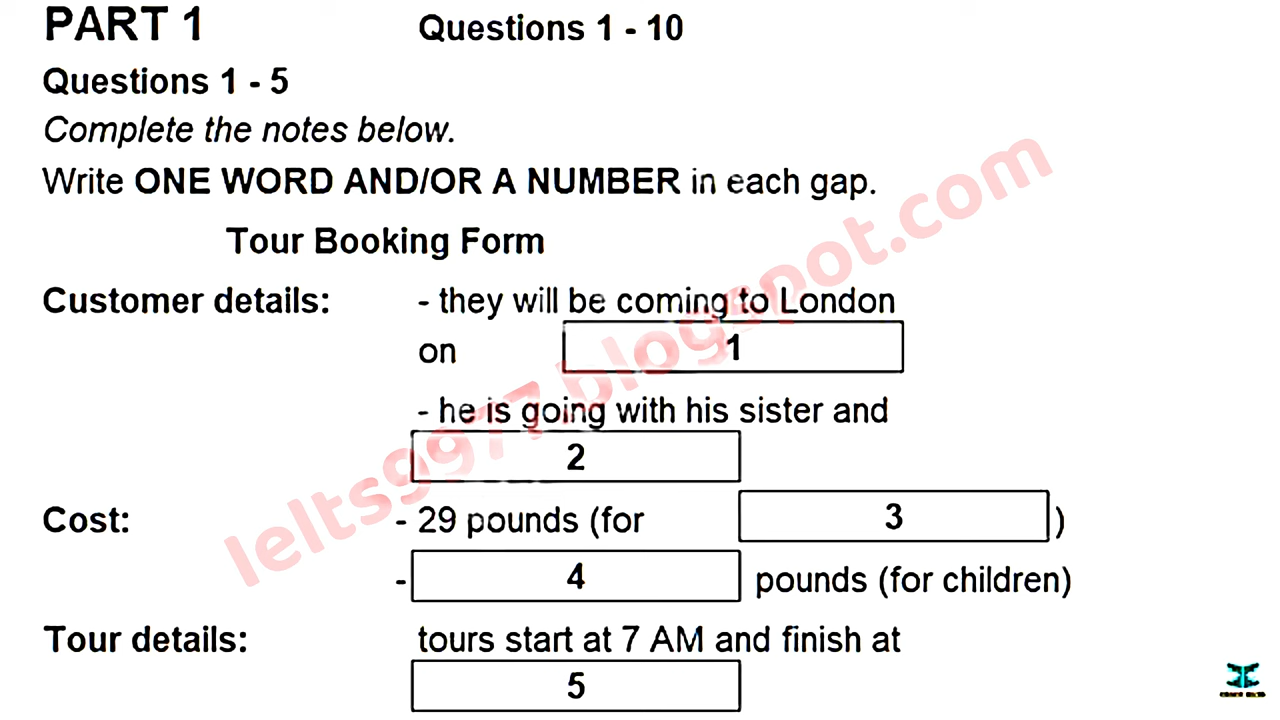 PART 1 Questions 1 - 10
Questions 1 - 5
Complete the notes below.
Write ONE WORD AND/OR A NUMBER in each gap.
Tour Booking Form
Customer details: - they will be coming to London
on 1
- he is going with his sister and
2
Cost: - 29 pounds (for 3 )
- 4 pounds (for children)
Tour details: tours start at 7 AM and finish at
5
Ielts9977.blogspot.com